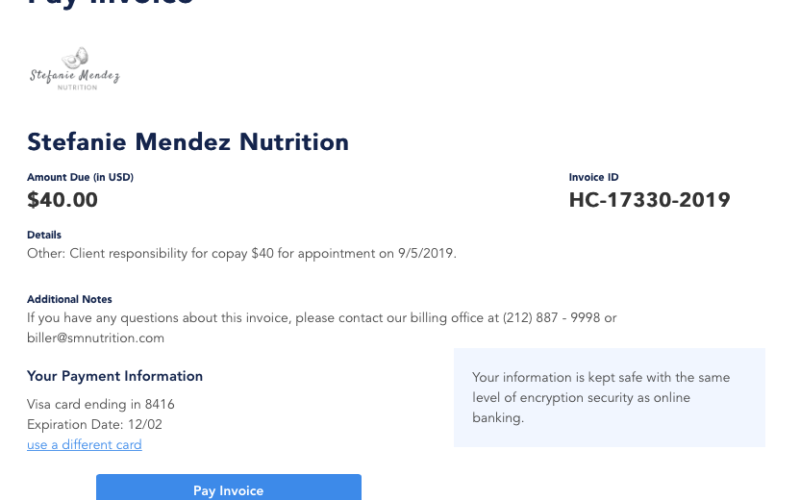 Pay Invoice
Stefanie Mendez
NUTRITION
Stefanie Mendez Nutrition
Amount Due (in USD)
$40.00
Invoice ID
HC-17330-2019
Details
Other: Client responsibility for copay $40 for appointment on 9/5/2019.
Additional Notes
If you have any questions about this invoice, please contact our billing office at (212) 887 - 9998 or
biller@smnutrition.com
Your Payment Information
Visa card ending in 8416
Expiration Date: 12/02
use a different card
Your information is kept safe with the same
level of encryption security as online
banking.
Pay Invoice